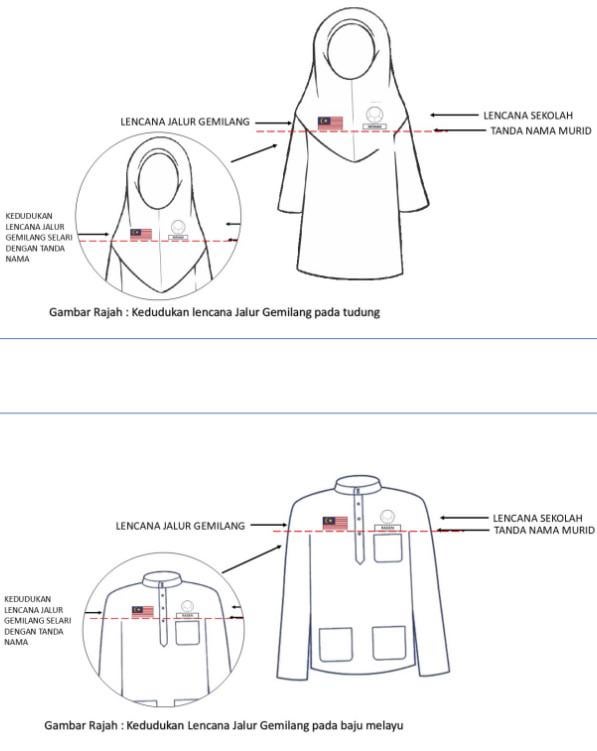 LENCANA JALUR GEMILANG
LENCANA SEKOLAH
TANDA NAMA MURID
KEDUDUKAN
LENCANA JALUR
GEMILANG SELARI
DENGAN TANDA
NAMA
Gambar Rajah : Kedudukan lencana Jalur Gemilang pada tudung
LENCANA JALUR GEMILANG
LENCANA SEKOLAH
TANDA NAMA MURID
KEDUDUKAN
LENCANA JALUR
GEMILANG SELARI
DENGAN TANDA
NAMA
Gambar Rajah : Kedudukan Lencana Jalur Gemilang pada baju melayu